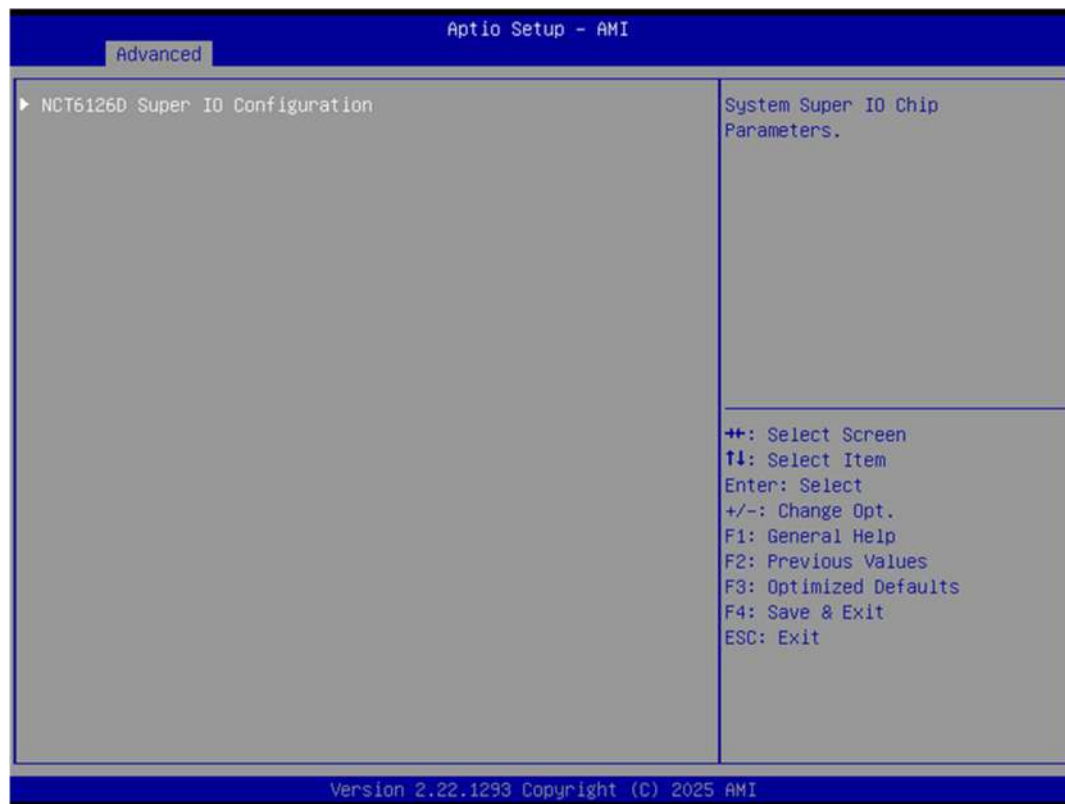 Aptio Setup - AMI
Advanced
▶ NCT6126D Super IO Configuration
System Super IO Chip
Parameters.
→←: Select Screen
↑↓: Select Item
Enter: Select
+/-: Change Opt.
F1: General Help
F2: Previous Values
F3: Optimized Defaults
F4: Save & Exit
ESC: Exit
Version 2.22.1293 Copyright (C) 2025 AMI